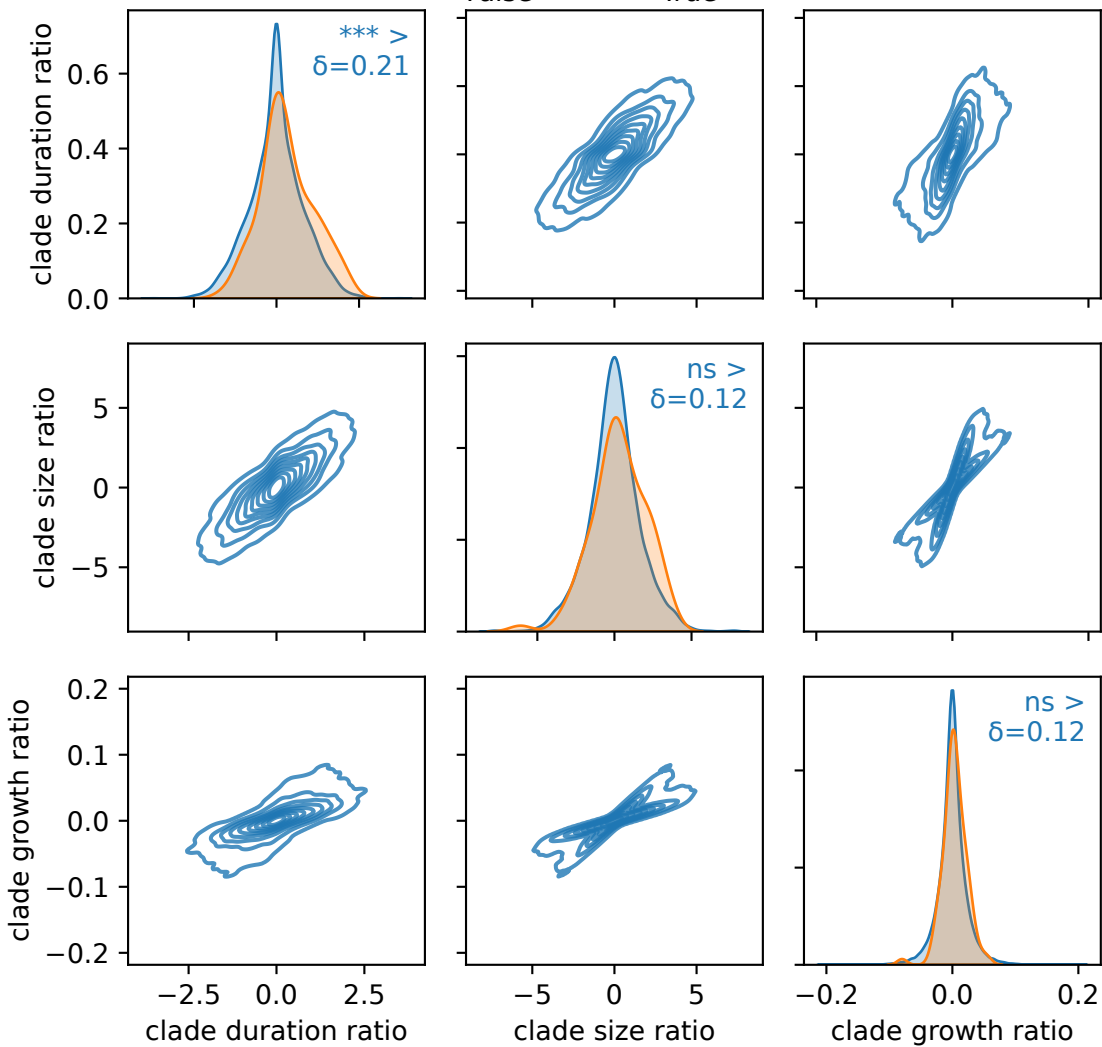 clade duration ratio
0.6
0.4
0.2
0.0
*** >
δ=0.21
clade size ratio
5
0
−5
ns >
δ=0.12
clade growth ratio
0.2
0.1
0.0
−0.1
−0.2
ns >
δ=0.12
−2.5 0.0 2.5
−5 0 5
−0.2 0.0 0.2
clade duration ratio
clade size ratio
clade growth ratio